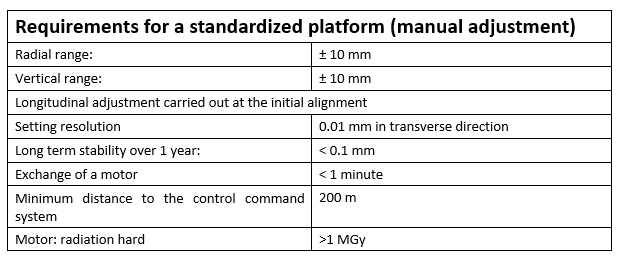 Requirements for a standardized platform (manual adjustment)
Radial range: ± 10 mm
Vertical range: ± 10 mm
Longitudinal adjustment carried out at the initial alignment
Setting resolution 0.01 mm in transverse direction
Long term stability over 1 year: < 0.1 mm
Exchange of a motor < 1 minute
Minimum distance to the control command 200 m
system
Motor: radiation hard >1 MGy